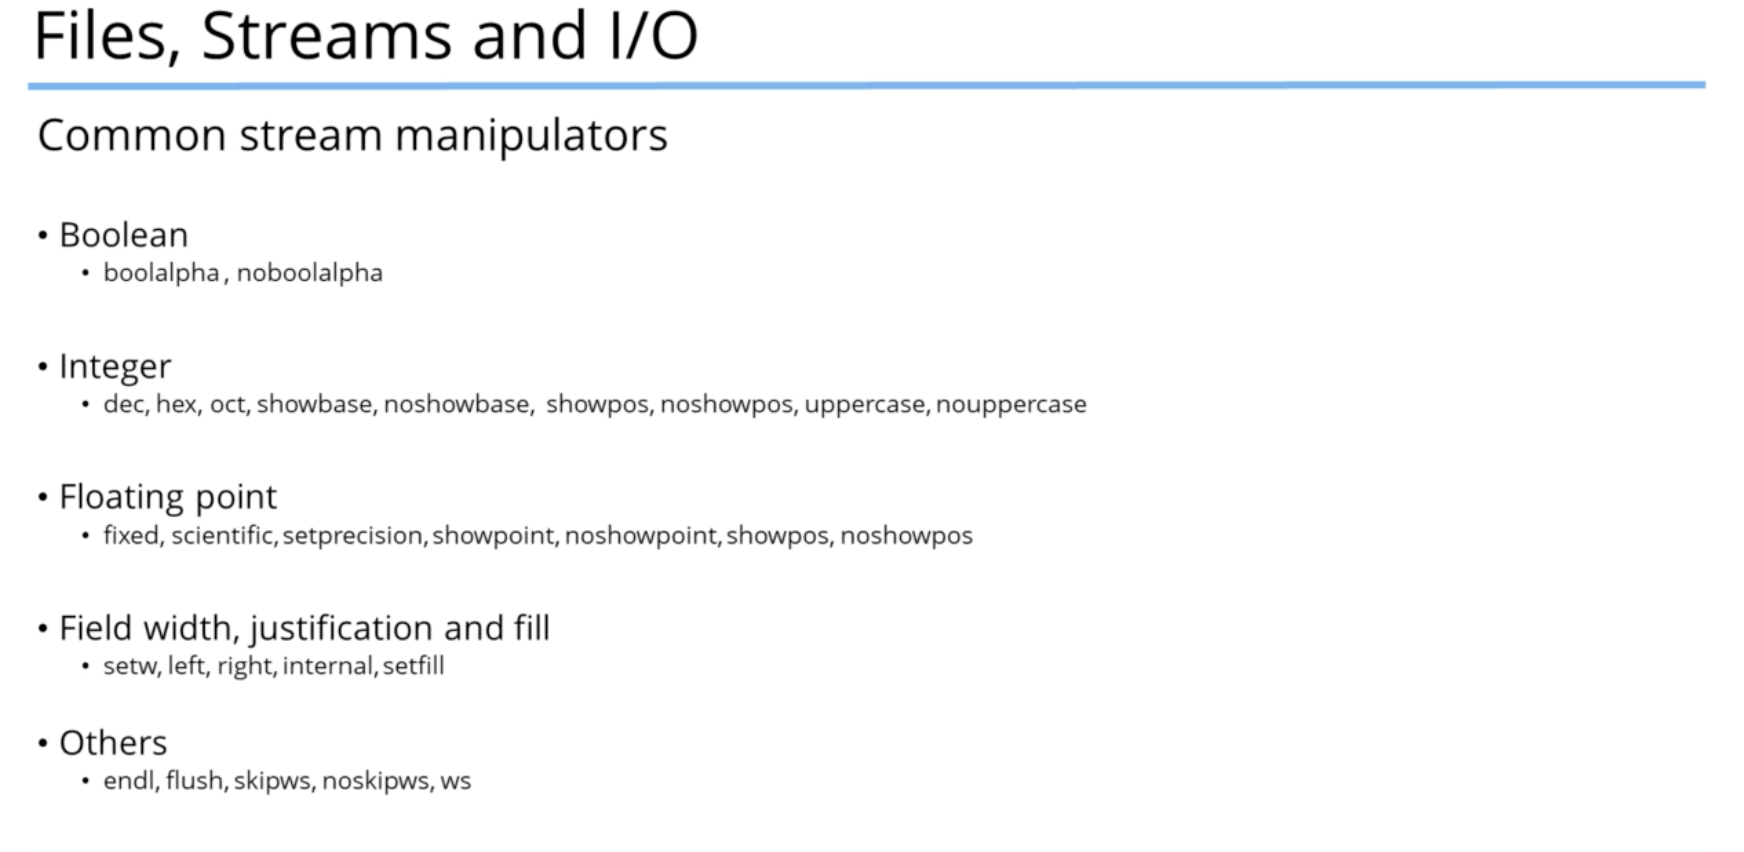 Files, Streams and I/O
Common stream manipulators
• Boolean
• boolalpha, noboolalpha
• Integer
• dec, hex, oct, showbase, noshowbase, showpos, noshowpos, uppercase, nouppercase
• Floating point
• fixed, scientific, setprecision, showpoint, noshowpoint, showpos, noshowpos
• Field width, justification and fill
• setw, left, right, internal, setfill
• Others
• endl, flush, skipws, noskipws, ws